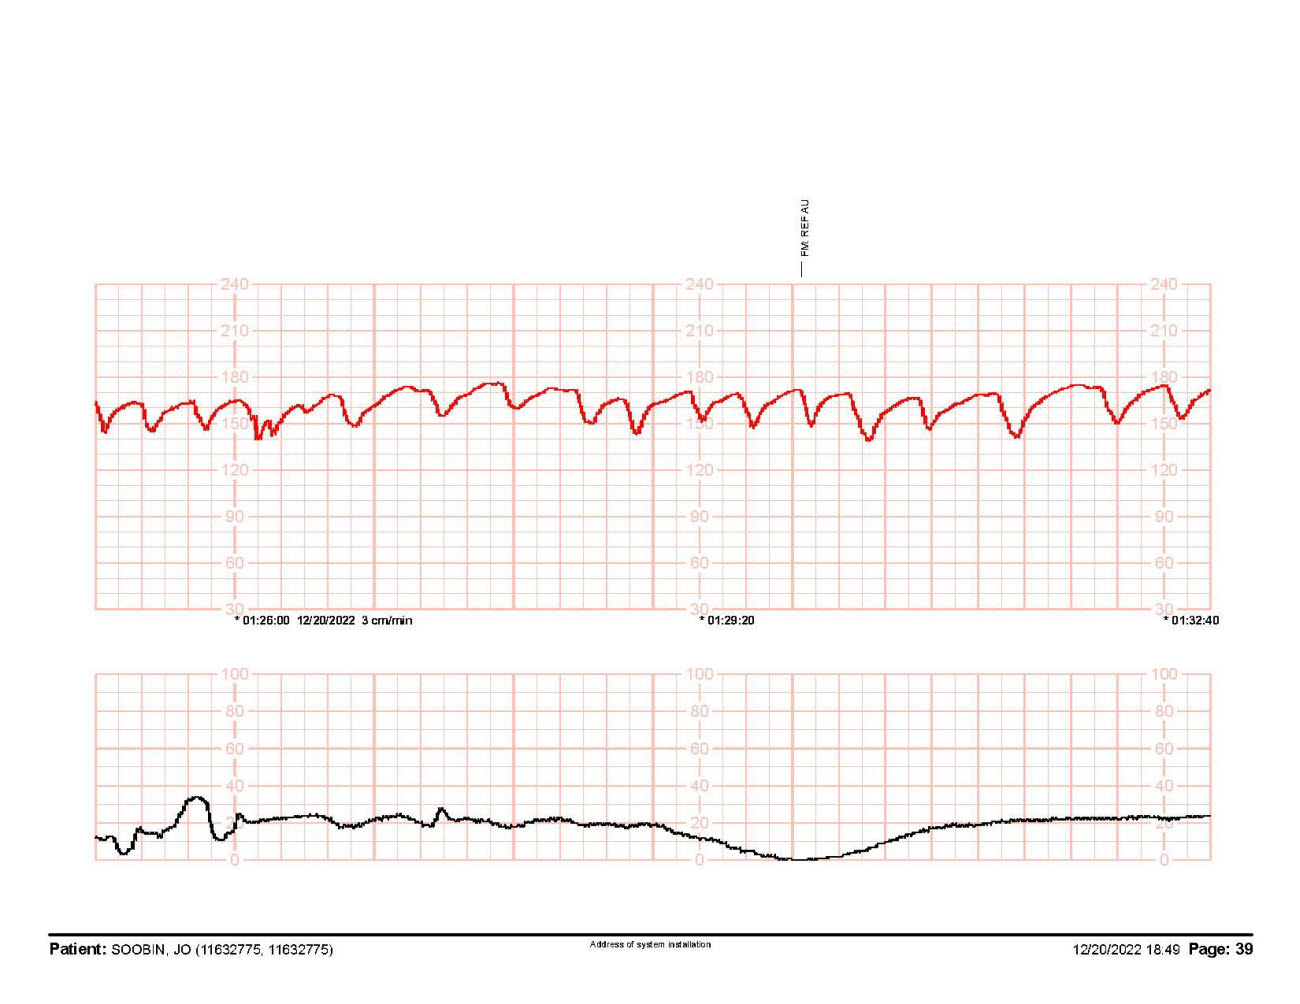 FM: REF AU
240 240 240
210 210 210
180 180 180
150 150 150
120 120 120
90 90 90
60 60 60
30 30 30
* 01:26:00 12/20/2022 3 cm/min * 01:29:20 * 01:32:40
100 100 100
80 80 80
60 60 60
40 40 40
20 20 20
0 0 0
Patient: SOOBIN, JO (11632775, 11632775) Address of system installation 12/20/2022 18:49 Page: 39